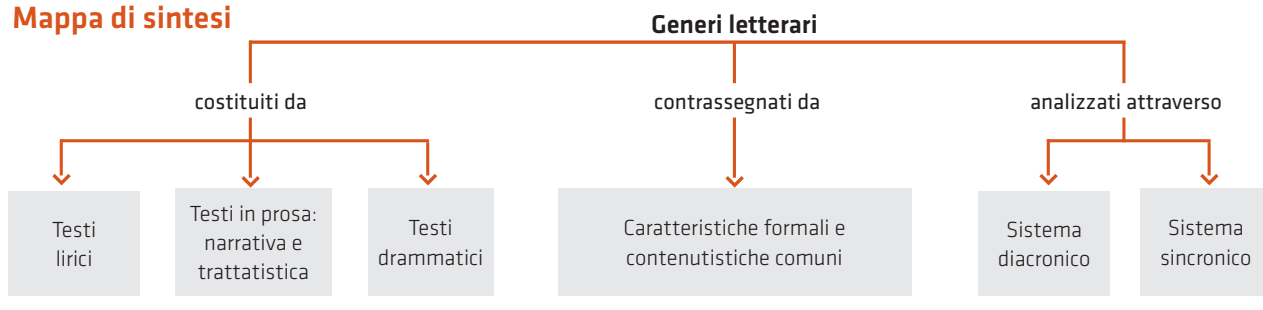 Mappa di sintesi
Generi letterari
costituiti da
contrassegnati da
analizzati attraverso
Testi
lirici
Testi in prosa:
narrativa e
trattatistica
Testi
drammatici
Caratteristiche formali e
contenutistiche comuni
Sistema
diacronico
Sistema
sincronico